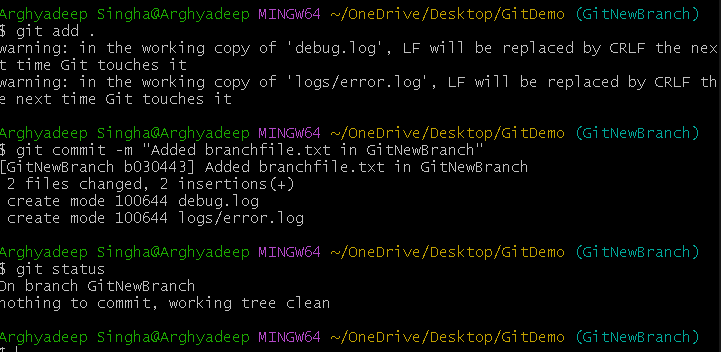 Arghyadeep Singha@Arghyadeep MINGW64 ~/OneDrive/Desktop/GitDemo (GitNewBranch)
$ git add .
warning: in the working copy of 'debug.log', LF will be replaced by CRLF the nex
t time Git touches it
warning: in the working copy of 'logs/error.log', LF will be replaced by CRLF th
e next time Git touches it
Arghyadeep Singha@Arghyadeep MINGW64 ~/OneDrive/Desktop/GitDemo (GitNewBranch)
$ git commit -m "Added branchfile.txt in GitNewBranch"
[GitNewBranch b030443] Added branchfile.txt in GitNewBranch
2 files changed, 2 insertions(+)
create mode 100644 debug.log
create mode 100644 logs/error.log
Arghyadeep Singha@Arghyadeep MINGW64 ~/OneDrive/Desktop/GitDemo (GitNewBranch)
$ git status
On branch GitNewBranch
nothing to commit, working tree clean
Arghyadeep Singha@Arghyadeep MINGW64 ~/OneDrive/Desktop/GitDemo (GitNewBranch)
$